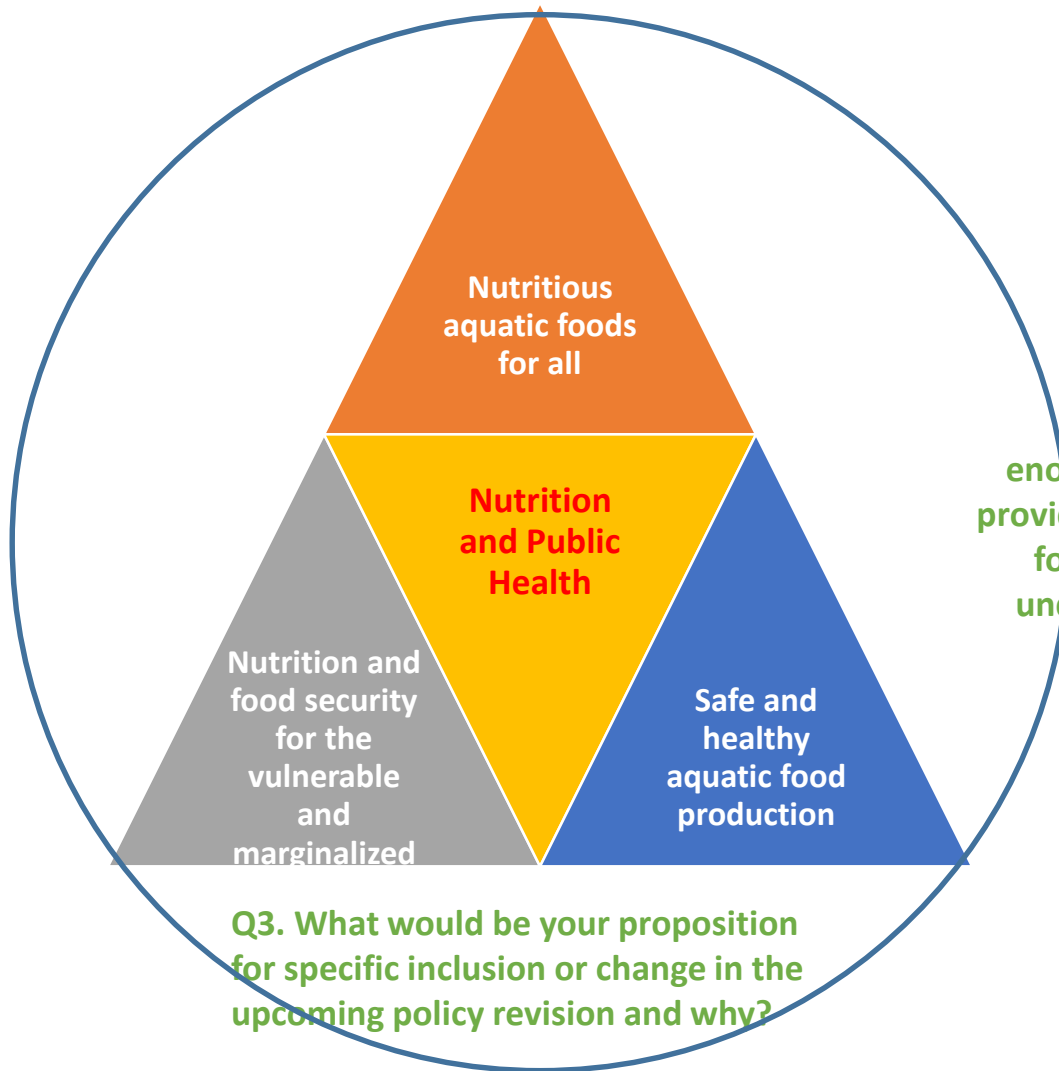 Nutritious
aquatic foods
for all
Nutrition
and Public
Health
Nutrition and
food security
for the
vulnerable
and
marginalized
Safe and
healthy
aquatic food
production
Q3. What would be your proposition
for specific inclusion or change in the
upcoming policy revision and why?